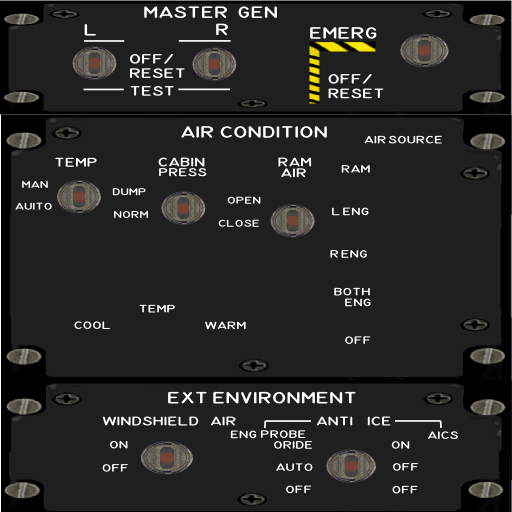 MASTER GEN
L R EMERG
OFF/
RESET
TEST
OFF/
RESET
AIR CONDITION
AIR SOURCE
TEMP CABIN PRESS RAM AIR
RAM
MAN DUMP OPEN
AUITO NORM CLOSE
L ENG
R ENG
BOTH
ENG
TEMP
COOL WARM
OFF
EXT ENVIRONMENT
WINDSHIELD AIR ANTI ICE
ENG PROBE AICS
ON ORIDE ON
OFF AUTO OFF
OFF OFF